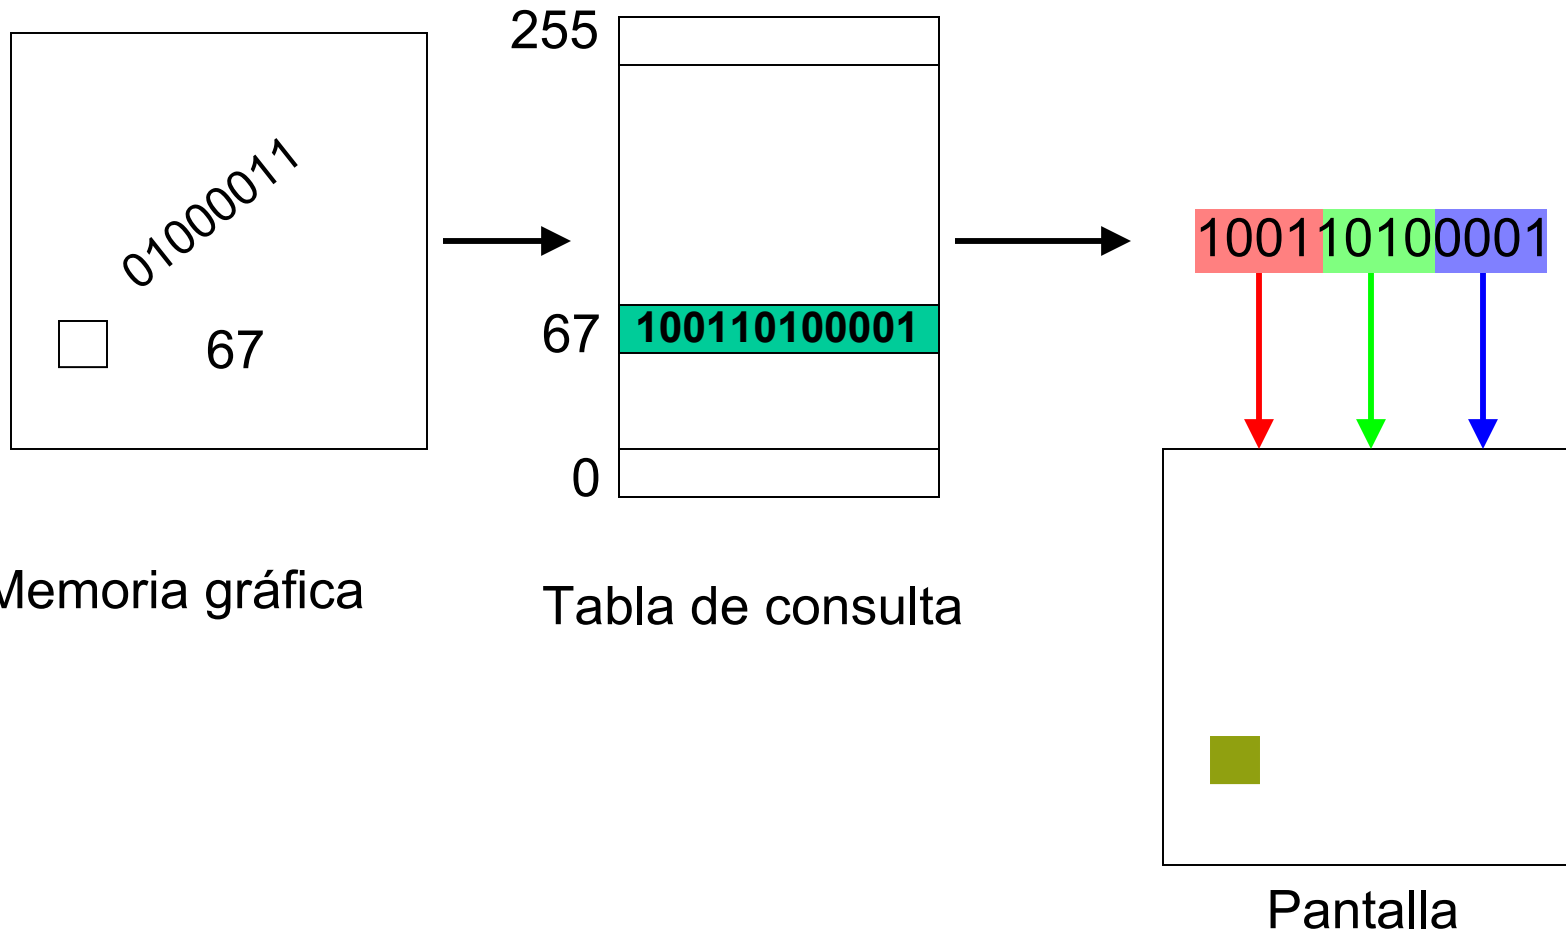 255
01000011
67
67
100110100001
0
100110100001
Memoria gráfica
Tabla de consulta
Pantalla